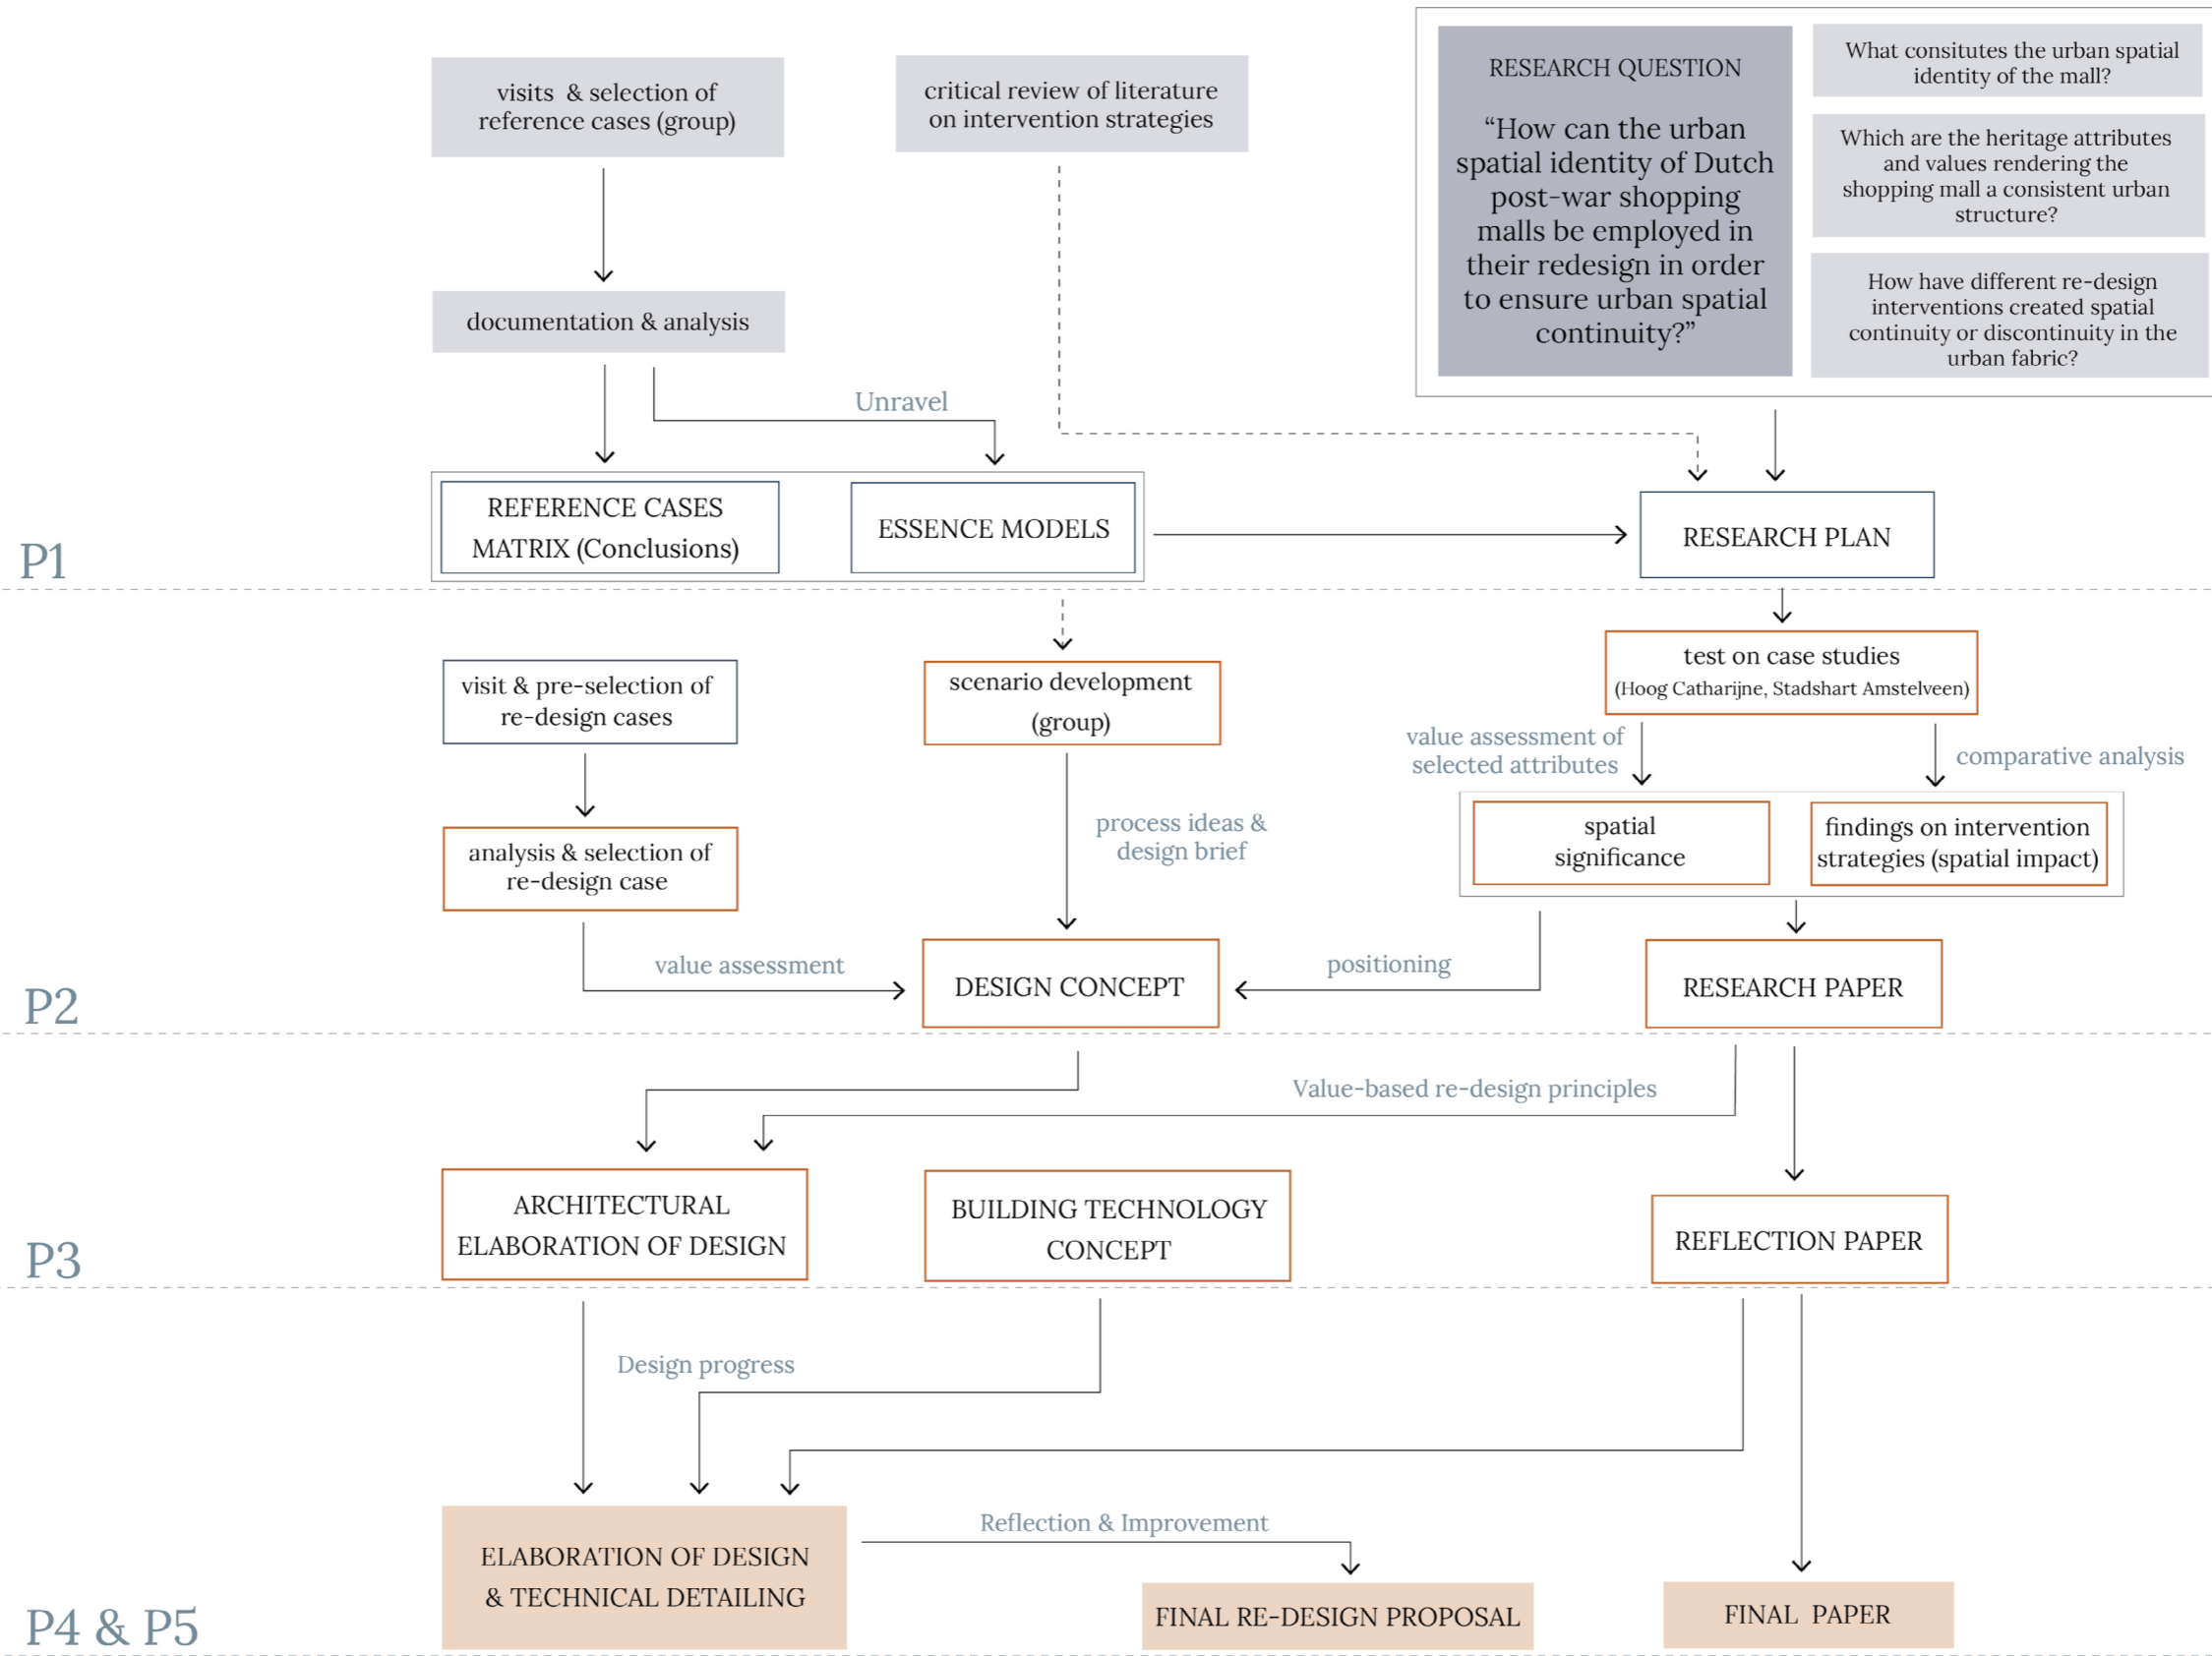 visits & selection of
reference cases (group)
critical review of literature
on intervention strategies
RESEARCH QUESTION
“How can the urban
spatial identity of Dutch
post-war shopping
malls be employed in
their redesign in order
to ensure urban spatial
continuity?”
What consitutes the urban spatial
identity of the mall?
Which are the heritage attributes
and values rendering the
shopping mall a consistent urban
structure?
How have different re-design
interventions created spatial
continuity or discontinuity in the
urban fabric?
documentation & analysis
Unravel
REFERENCE CASES
MATRIX (Conclusions)
ESSENCE MODELS
RESEARCH PLAN
P1
visit & pre-selection of
re-design cases
scenario development
(group)
test on case studies
(Hoog Catharijne, Stadshart Amstelveen)
value assessment of
selected attributes
comparative analysis
process ideas &
design brief
analysis & selection of
re-design case
spatial
significance
findings on intervention
strategies (spatial impact)
value assessment
DESIGN CONCEPT
positioning
RESEARCH PAPER
P2
Value-based re-design principles
ARCHITECTURAL
ELABORATION OF DESIGN
BUILDING TECHNOLOGY
CONCEPT
REFLECTION PAPER
P3
Design progress
ELABORATION OF DESIGN
& TECHNICAL DETAILING
Reflection & Improvement
FINAL RE-DESIGN PROPOSAL
FINAL PAPER
P4 & P5